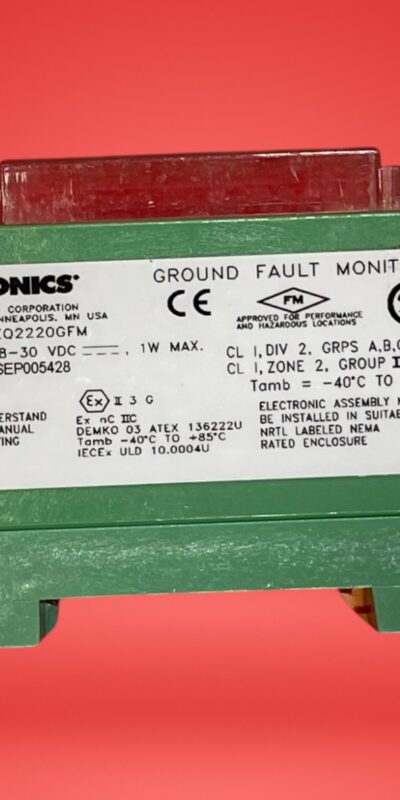 ONICS
GROUND FAULT MONIT
CORPORATION
NNEAPOLIS, MN USA
CE
FM
EQ2220GFM
APPROVED FOR PERFORMANCE
AND HAZARDOUS LOCATIONS
8-30 VDC , 1W MAX.
CL I, DIV 2, GRPS A,B,C
SEP005428
CL I, ZONE 2, GROUP II
Tamb = -40°C TO
Ex II 3 G
ELECTRONIC ASSEMBLY M
ERSTAND
Ex nC IIC
BE INSTALLED IN SUITAB
ANUAL
DEMKO 03 ATEX 136222U
NRTL LABELED NEMA
TING
Tamb -40°C TO +85°C
RATED ENCLOSURE
IECEx ULD 10.0004U